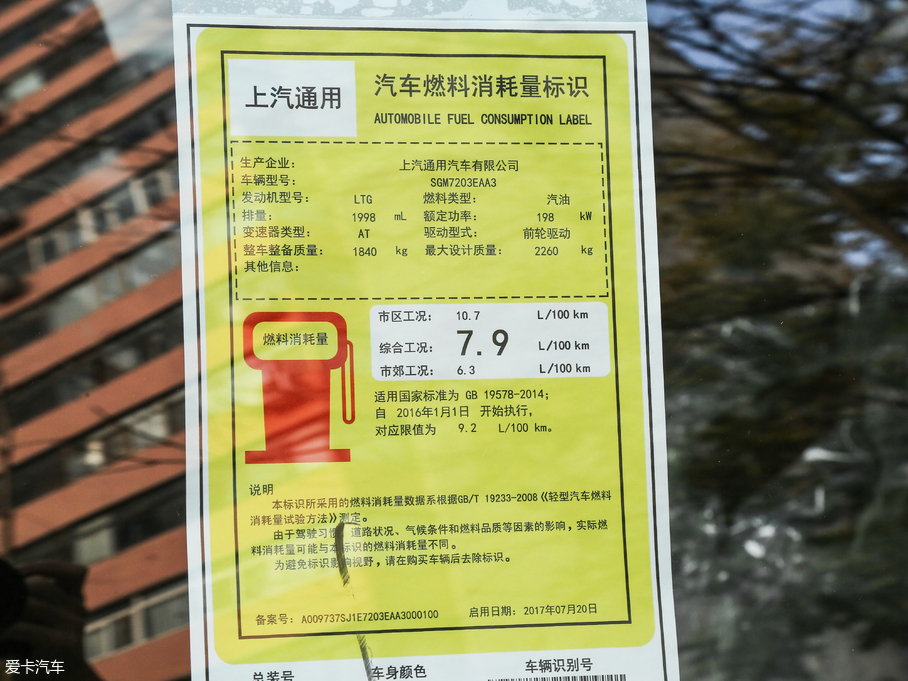 上汽通用
汽车燃料消耗量标识
AUTOMOBILE FUEL CONSUMPTION LABEL
生产企业： 上汽通用汽车有限公司
车辆型号： SGM7203EAA3
发动机型号： LTG 燃料类型： 汽油
排量： 1998 mL 额定功率： 198 kW
变速器类型： AT 驱动型式： 前轮驱动
整车整备质量： 1840 kg 最大设计质量： 2260 kg
其他信息：
燃料消耗量
市区工况： 10.7 L/100 km
综合工况： 7.9 L/100 km
市郊工况： 6.3 L/100 km
适用国家标准为 GB 19578-2014；
自 2016年1月1日 开始执行，
对应限值为 9.2 L/100 km。
说明
本标识所采用的燃料消耗量数据系根据GB/T 19233-2008《轻型汽车燃料
消耗量试验方法》测定。
由于驾驶习惯、道路状况、气候条件和燃料品质等因素的影响，实际燃
料消耗量可能与本标识的燃料消耗量不同。
为避免标识影响视野，请在购买车辆后去除标识。
备案号：A009737SJ1E7203EAA3000100 启用日期：2017年07月20日
总装号 车身颜色 车辆识别号
爱卡汽车